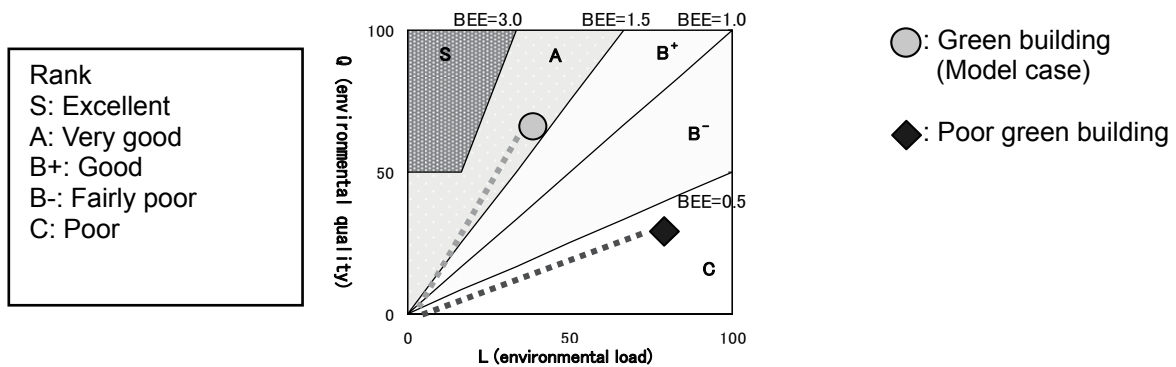 Rank
S: Excellent
A: Very good
B+: Good
B-: Fairly poor
C: Poor
BEE=3.0
BEE=1.5
BEE=1.0
100
Q (environmental quality)
S
A
B+
B-
50
BEE=0.5
C
0
0
50
100
L (environmental load)
: Green building
(Model case)
: Poor green building